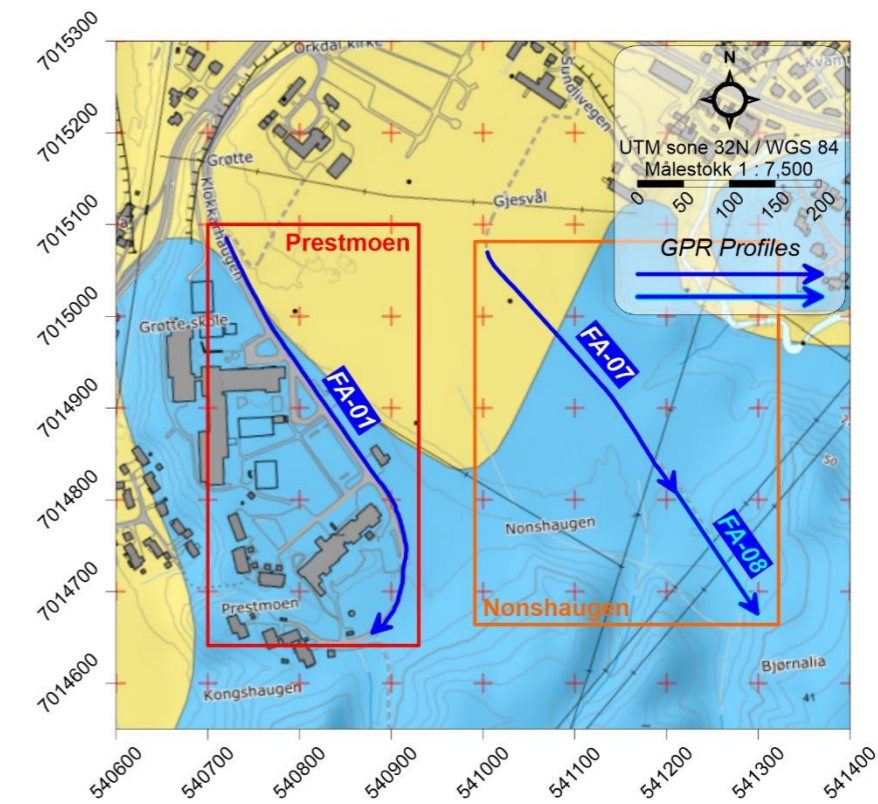 7015300
7015200
7015100
7015000
7014900
7014800
7014700
7014600
540600
540700
540800
540900
541000
541100
541200
541300
541400
Orkdal kirke
Sundlivegen
N
UTM sone 32N / WGS 84
Målestokk 1 : 7,500
0 50 100 150 200
GPR Profiles
Grøtte
Klokkarhaugen
Gjesvål
Prestmoen
Grøtte skole
FA-01
FA-07
FA-08
50
Nonshaugen
Nonshaugen
Prestmoen
Kongshaugen
Bjørnalia
41